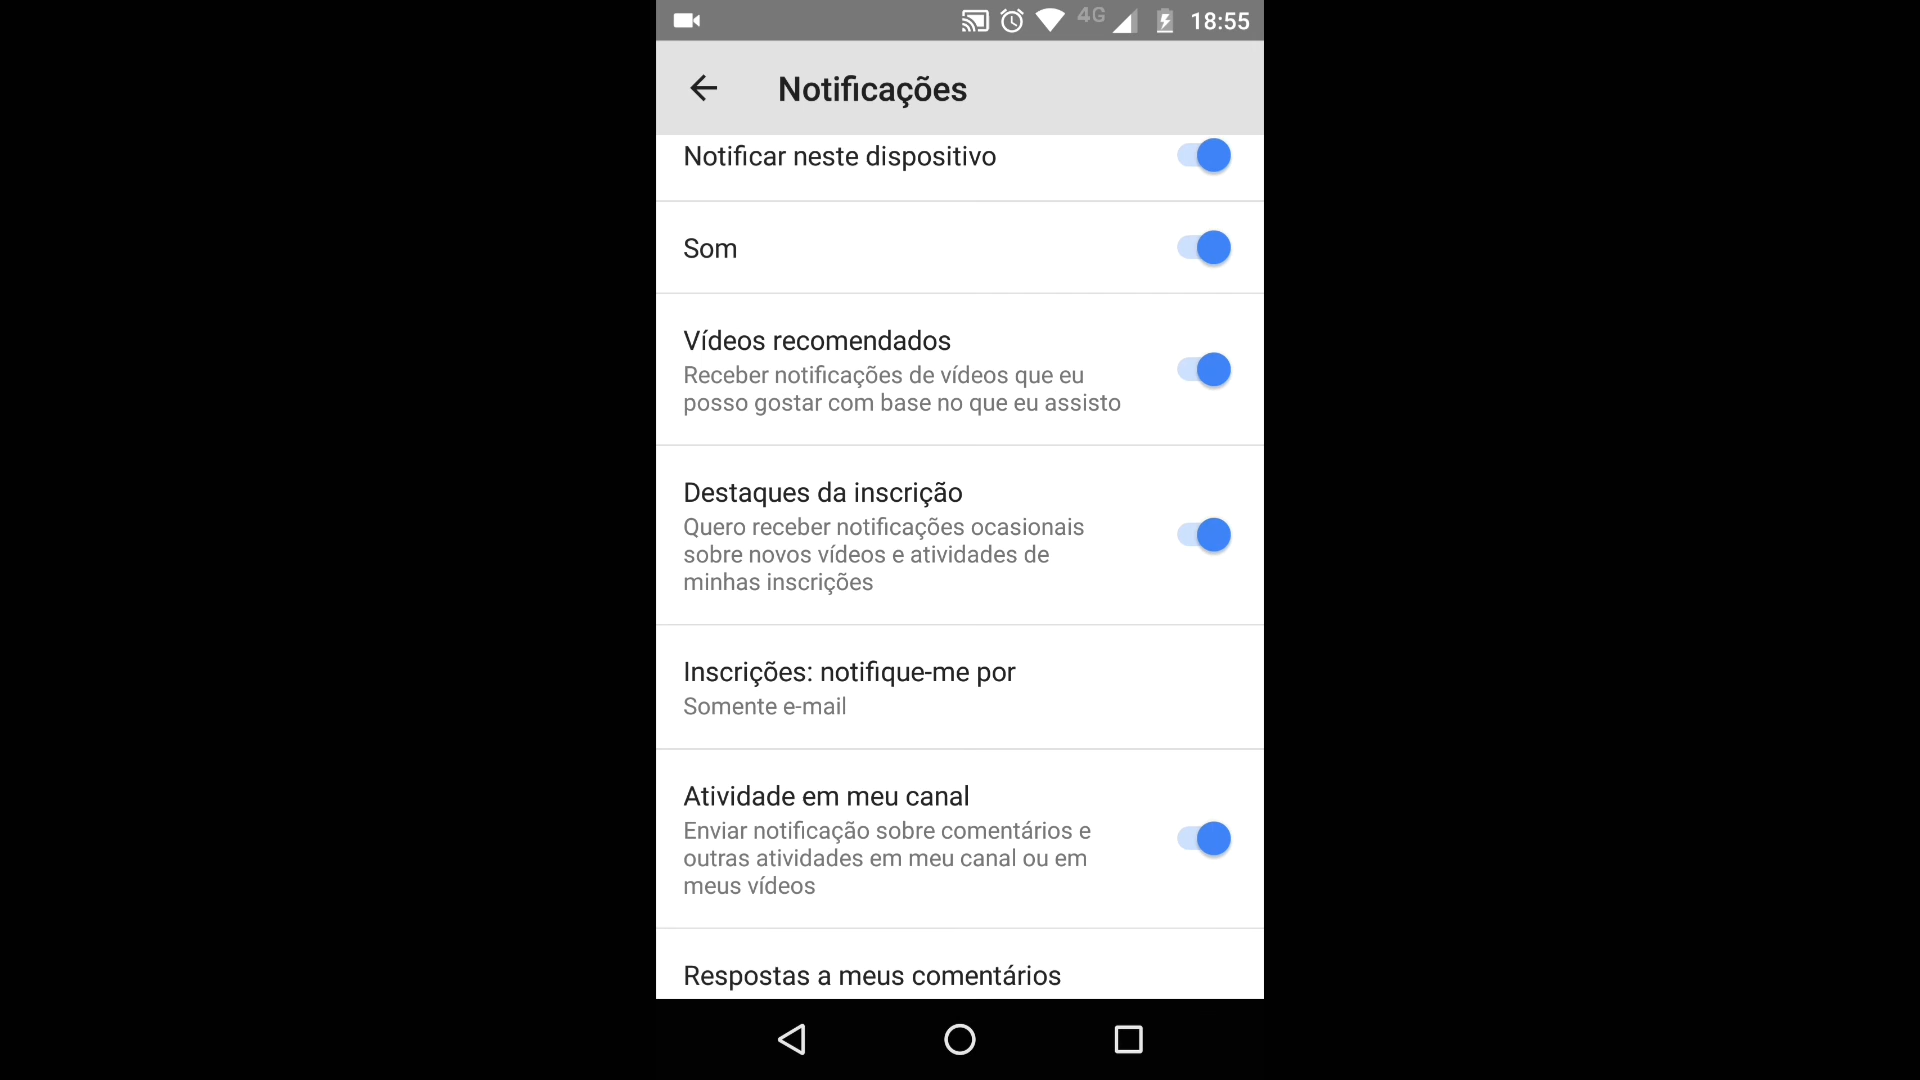 4G 18:55
Notificações
Notificar neste dispositivo
Som
Vídeos recomendados
Receber notificações de vídeos que eu
posso gostar com base no que eu assisto
Destaques da inscrição
Quero receber notificações ocasionais
sobre novos vídeos e atividades de
minhas inscrições
Inscrições: notifique-me por
Somente e-mail
Atividade em meu canal
Enviar notificação sobre comentários e
outras atividades em meu canal ou em
meus vídeos
Respostas a meus comentários